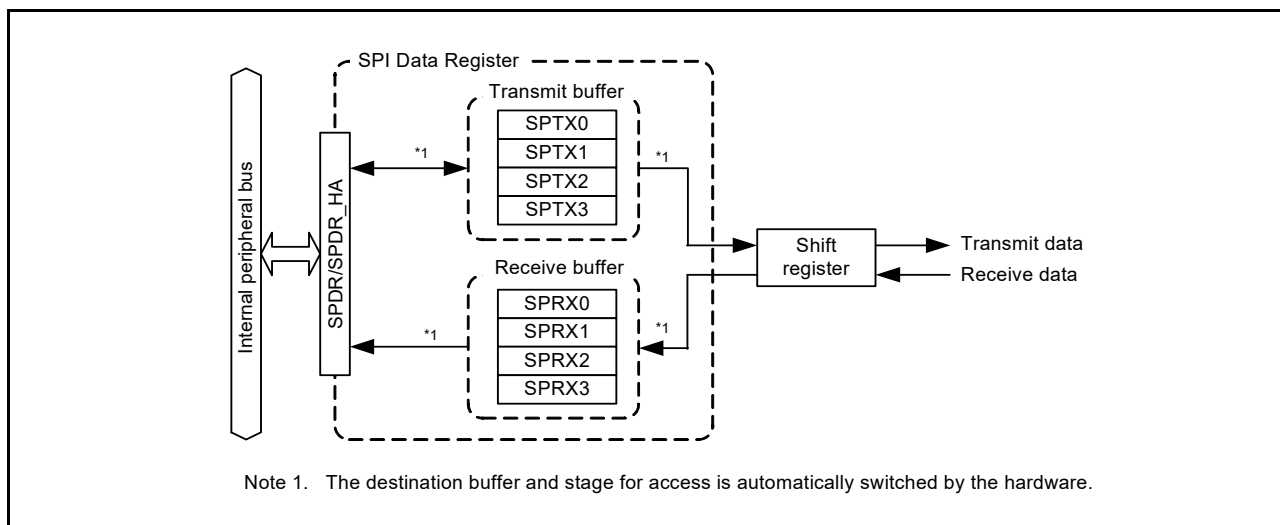 SPI Data Register
Transmit buffer
SPTX0
SPTX1
SPTX2
SPTX3
*1
*1
Internal peripheral bus
SPDR/SPDR_HA
Shift
register
Transmit data
Receive data
Receive buffer
SPRX0
SPRX1
SPRX2
SPRX3
*1
*1
Note 1. The destination buffer and stage for access is automatically switched by the hardware.